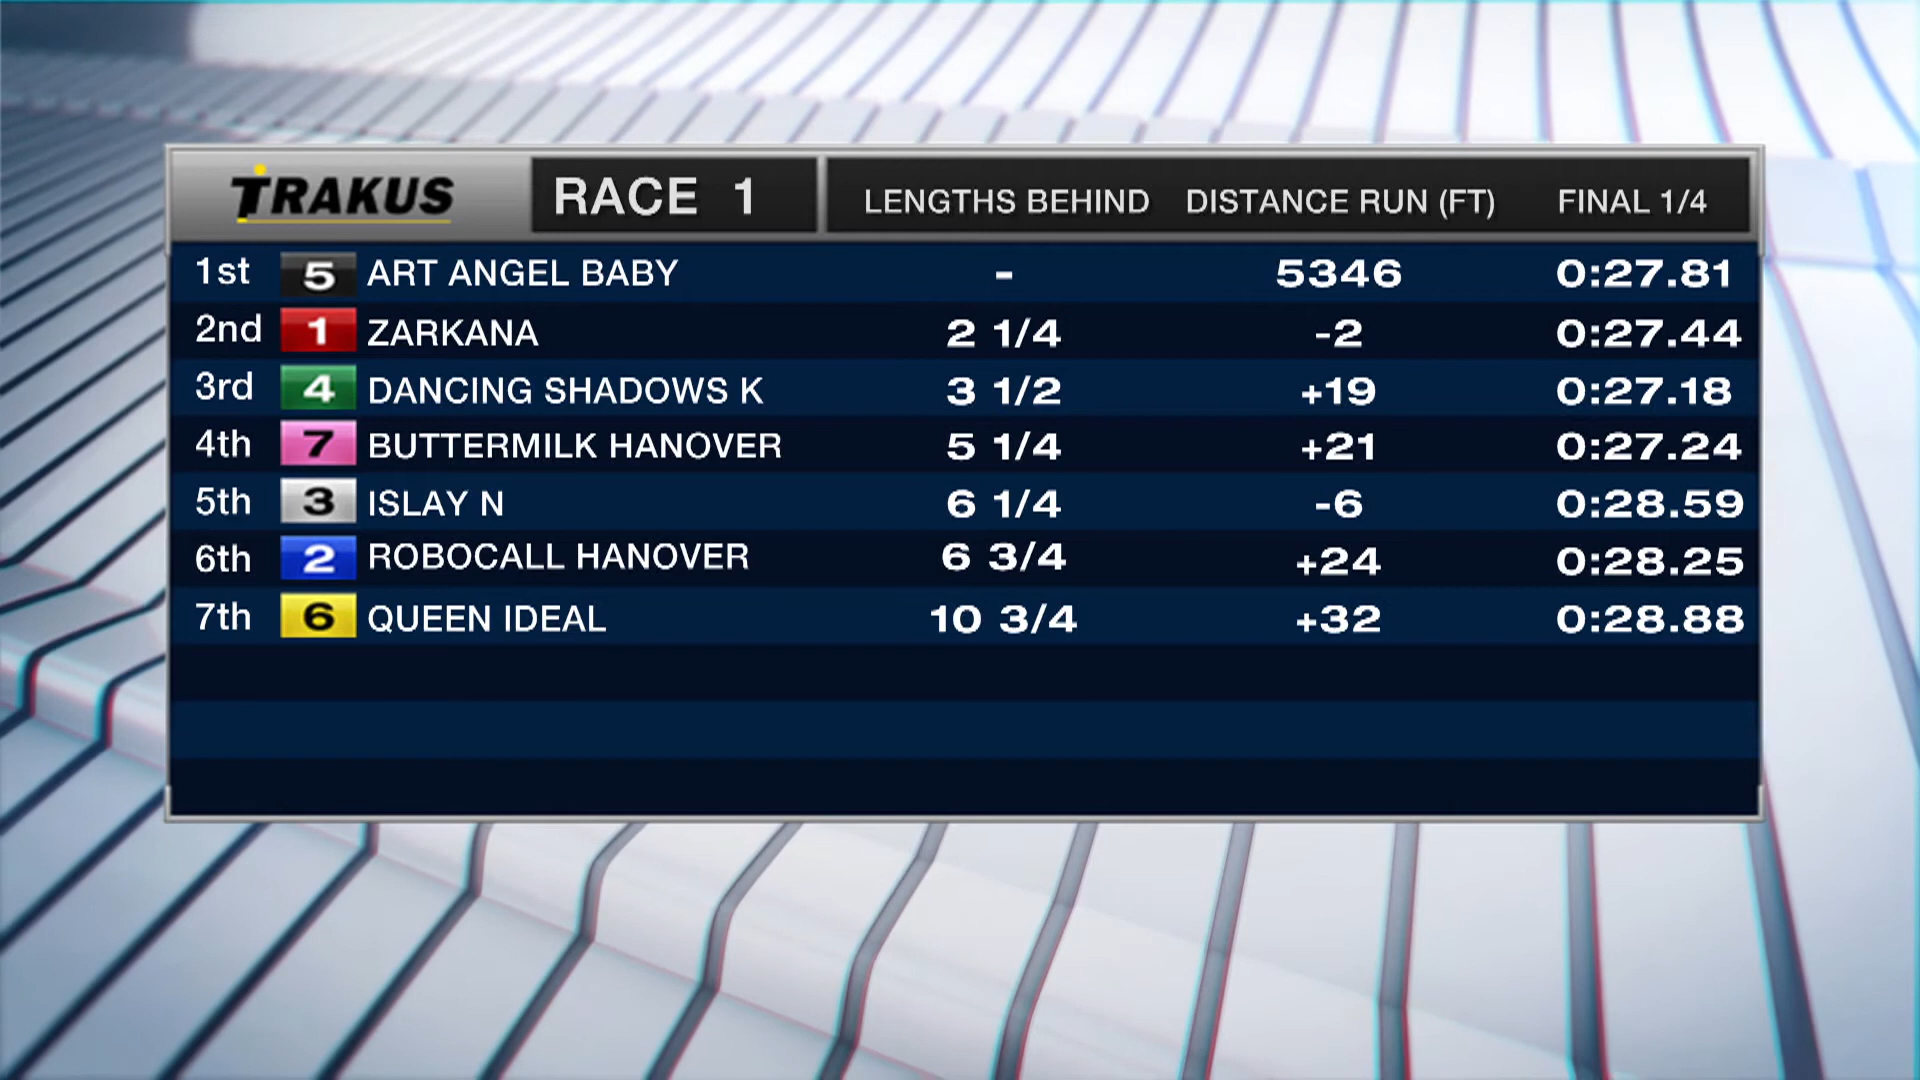 TRAKUS RACE 1 LENGTHS BEHIND DISTANCE RUN (FT) FINAL 1/4
1st 5 ART ANGEL BABY - 5346 0:27.81
2nd 1 ZARKANA 2 1/4 -2 0:27.44
3rd 4 DANCING SHADOWS K 3 1/2 +19 0:27.18
4th 7 BUTTERMILK HANOVER 5 1/4 +21 0:27.24
5th 3 ISLAY N 6 1/4 -6 0:28.59
6th 2 ROBOCALL HANOVER 6 3/4 +24 0:28.25
7th 6 QUEEN IDEAL 10 3/4 +32 0:28.88